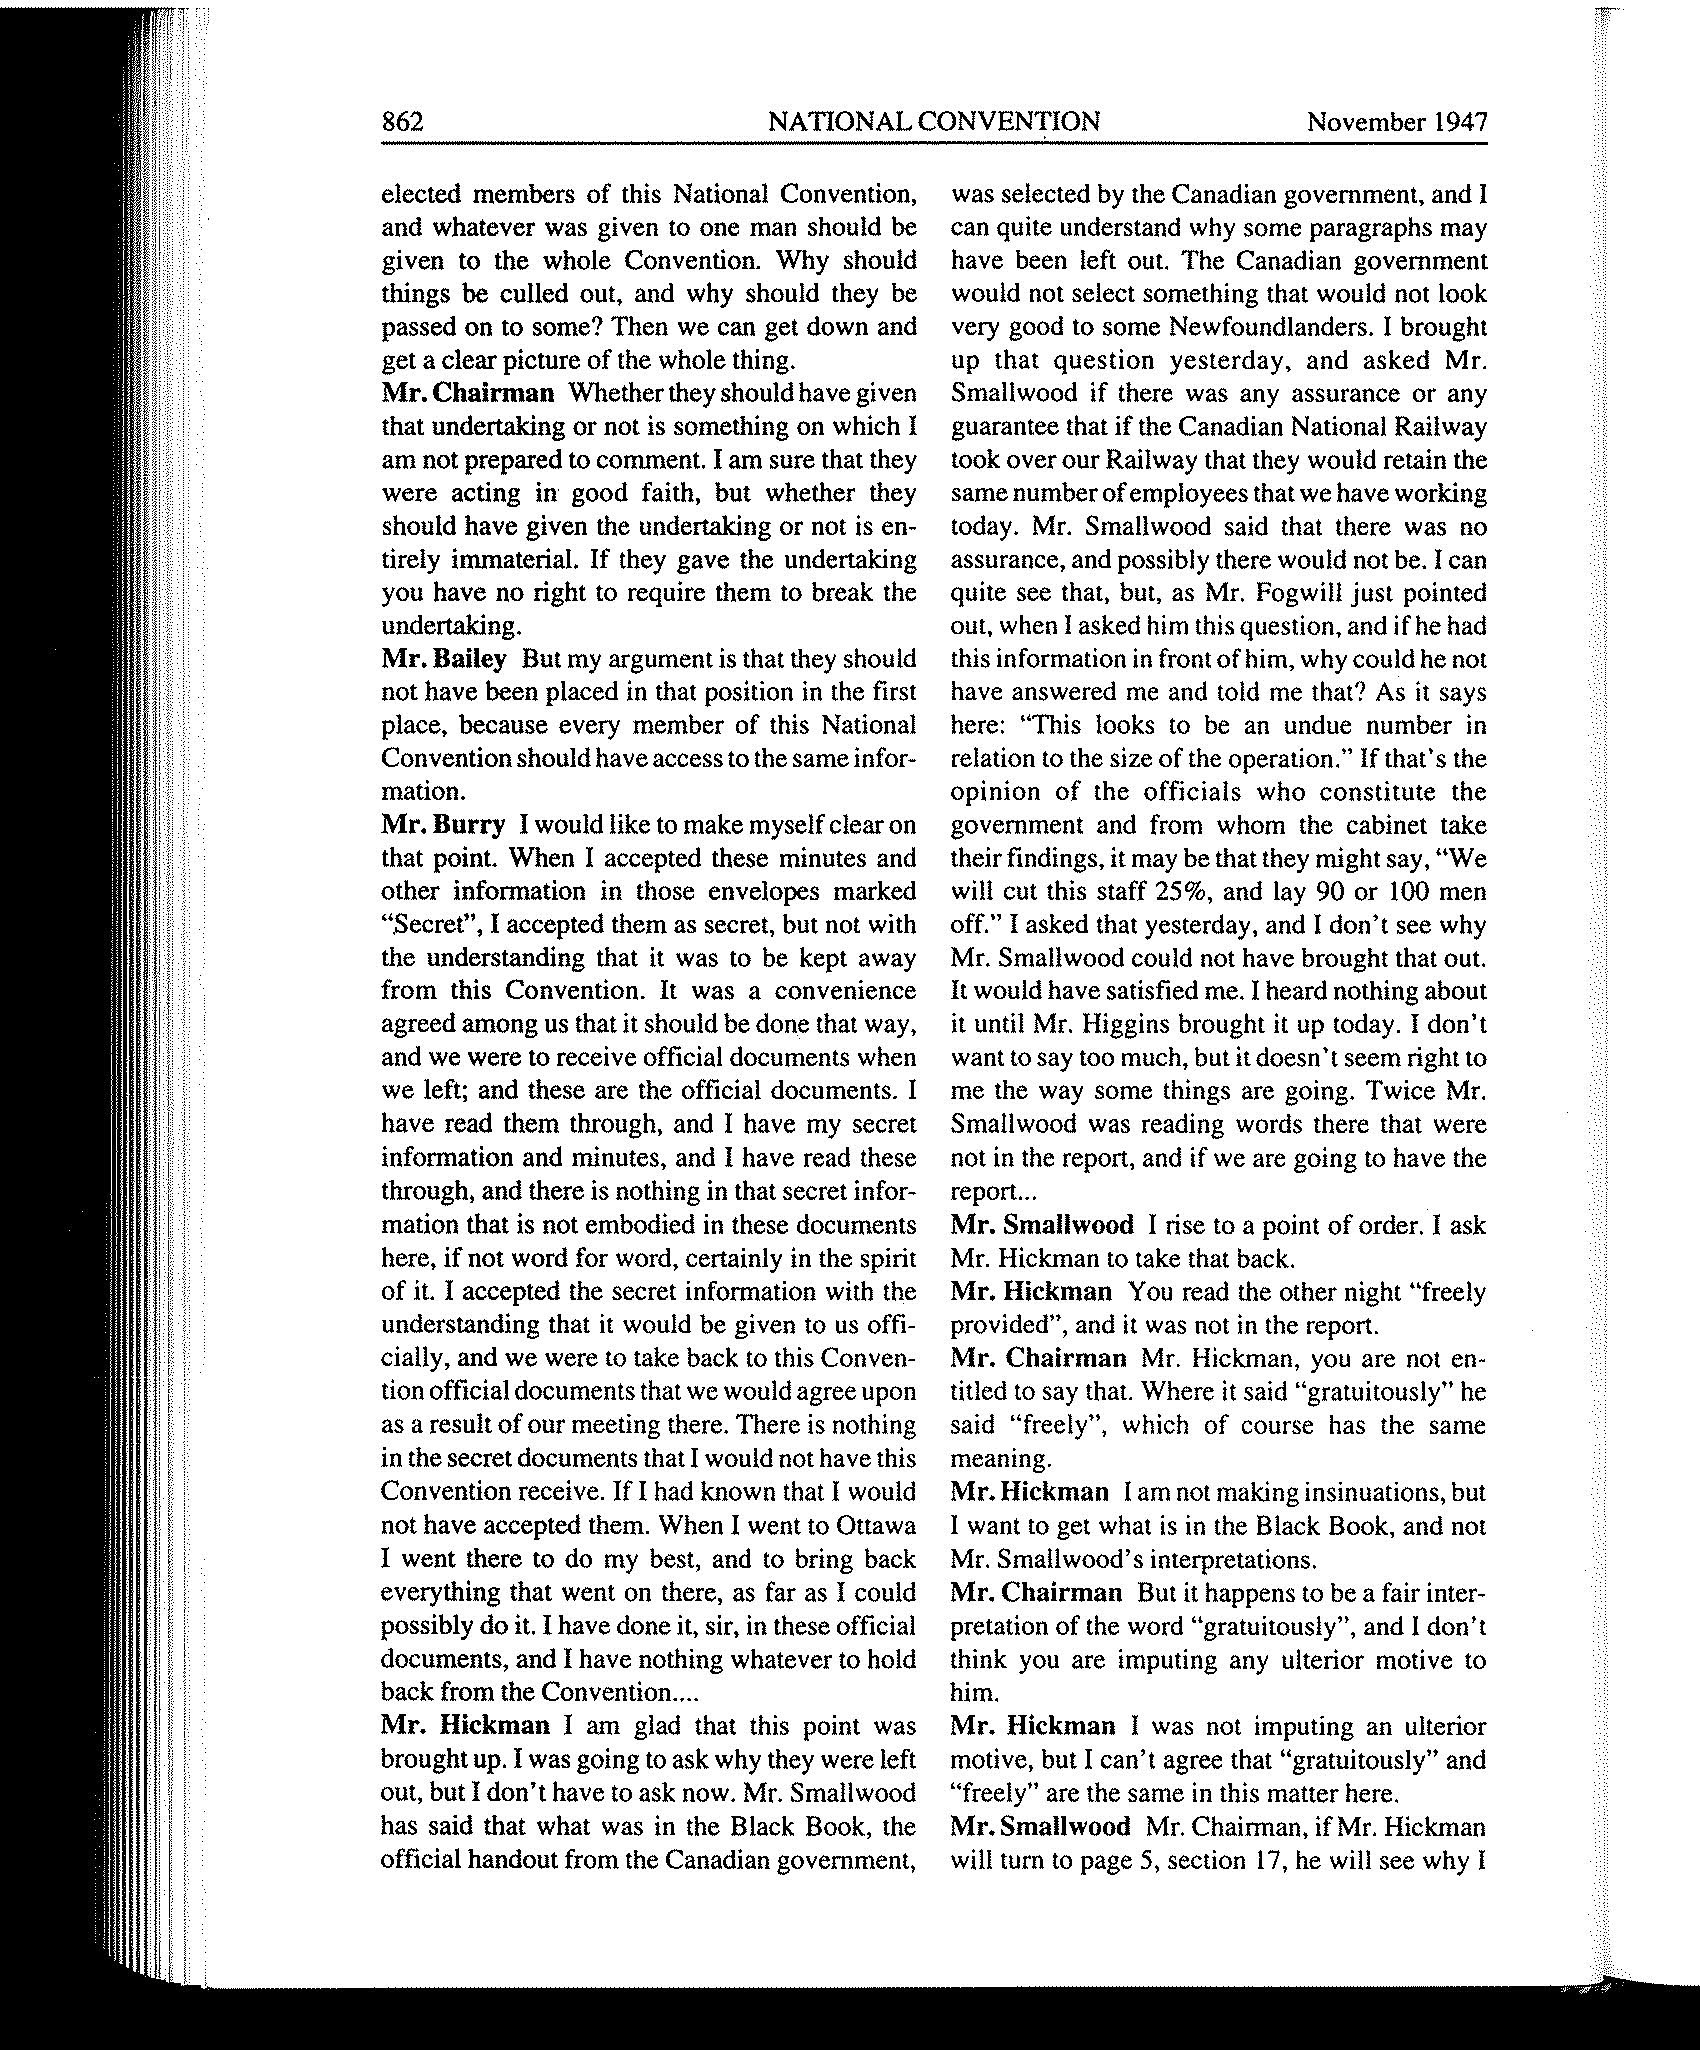 862 NATIONAL CONVENTION November 1947
elected members of this National Convention,
and whatever was given to one man should be
given to the whole Convention. Why should
things be culled out, and why should they be
passed on to some? Then we can get down and
get a clear picture of the whole thing.
Mr. Chairman Whether they should have given
that undertaking or not is something on which I
am not prepared to comment. I am sure that they
were acting in good faith, but whether they
should have given the undertaking or not is en-
tirely immaterial. If they gave the undertaking
you have no right to require them to break the
undertaking.
Mr. Bailey But my argument is that they should
not have been placed in that position in the first
place, because every member of this National
Convention should have access to the same infor-
mation.
Mr. Burry I would like to make myself clear on
that point. When I accepted these minutes and
other information in those envelopes marked
“Secret”, I accepted them as secret, but not with
the understanding that it was to be kept away
from this Convention. It was a convenience
agreed among us that it should be done that way,
and we were to receive official documents when
we left; and these are the official documents. I
have read them through, and I have my secret
information and minutes, and I have read these
through, and there is nothing in that secret infor-
mation that is not embodied in these documents
here, if not word for word, certainly in the spirit
of it. I accepted the secret information with the
understanding that it would be given to us offi-
cially, and we were to take back to this Conven-
tion official documents that we would agree upon
as a result of our meeting there. There is nothing
in the secret documents that I would not have this
Convention receive. If I had known that I would
not have accepted them. When I went to Ottawa
I went there to do my best, and to bring back
everything that went on there, as far as I could
possibly do it. I have done it, sir, in these official
documents, and I have nothing whatever to hold
back from the Convention....
Mr. Hickman I am glad that this point was
brought up. I was going to ask why they were left
out, but I don't have to ask now. Mr. Smallwood
has said that what was in the Black Book, the
official handout from the Canadian government,
was selected by the Canadian government, and I
can quite understand why some paragraphs may
have been left out. The Canadian government
would not select something that would not look
very good to some Newfoundlanders. I brought
up that question yesterday, and asked Mr.
Smallwood if there was any assurance or any
guarantee that if the Canadian National Railway
took over our Railway that they would retain the
same number of employees that we have working
today. Mr. Smallwood said that there was no
assurance, and possibly there would not be. I can
quite see that, but, as Mr. Fogwill just pointed
out, when I asked him this question, and if he had
this information in front of him, why could he not
have answered me and told me that? As it says
here: “This looks to be an undue number in
relation to the size of the operation.” If that's the
opinion of the officials who constitute the
government and from whom the cabinet take
their findings, it may be that they might say, “We
will cut this staff 25%, and lay 90 or 100 men
off.” I asked that yesterday, and I don't see why
Mr. Smallwood could not have brought that out.
It would have satisfied me. I heard nothing about
it until Mr. Higgins brought it up today. I don't
want to say too much, but it doesn't seem right to
me the way some things are going. Twice Mr.
Smallwood was reading words there that were
not in the report, and if we are going to have the
report...
Mr. Smallwood I rise to a point of order. I ask
Mr. Hickman to take that back.
Mr. Hickman You read the other night “freely
provided”, and it was not in the report.
Mr. Chairman Mr. Hickman, you are not en-
titled to say that. Where it said “gratuitously” he
said “freely”, which of course has the same
meaning.
Mr. Hickman I am not making insinuations, but
I want to get what is in the Black Book, and not
Mr. Smallwood's interpretations.
Mr. Chairman But it happens to be a fair inter-
pretation of the word “gratuitously”, and I don't
think you are imputing any ulterior motive to
him.
Mr. Hickman I was not imputing an ulterior
motive, but I can't agree that “gratuitously” and
“freely” are the same in this matter here.
Mr. Smallwood Mr. Chairman, if Mr. Hickman
will turn to page 5, section 17, he will see why I